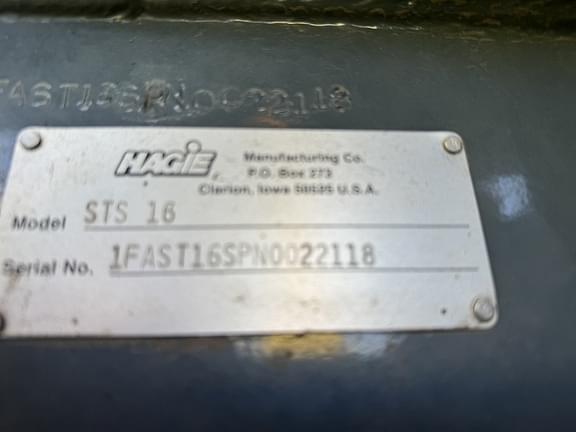 FAST16SPN0022118
HAGIE
Manufacturing Co.
P.O. Box 273
Clarion, Iowa 50525 U.S.A.
Model STS 16
Serial No. 1FAST16SPN0022118